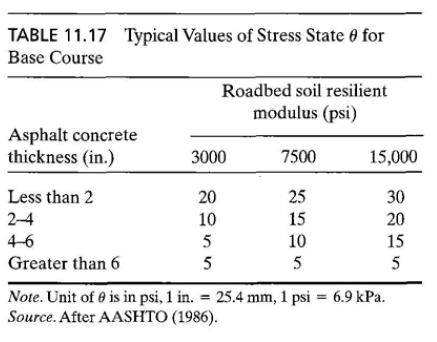 TABLE 11.17 Typical Values of Stress State θ for
Base Course
Roadbed soil resilient
modulus (psi)
Asphalt concrete
thickness (in.) 3000 7500 15,000
Less than 2 20 25 30
2–4 10 15 20
4–6 5 10 15
Greater than 6 5 5 5
Note. Unit of θ is in psi, 1 in. = 25.4 mm, 1 psi = 6.9 kPa.
Source. After AASHTO (1986).